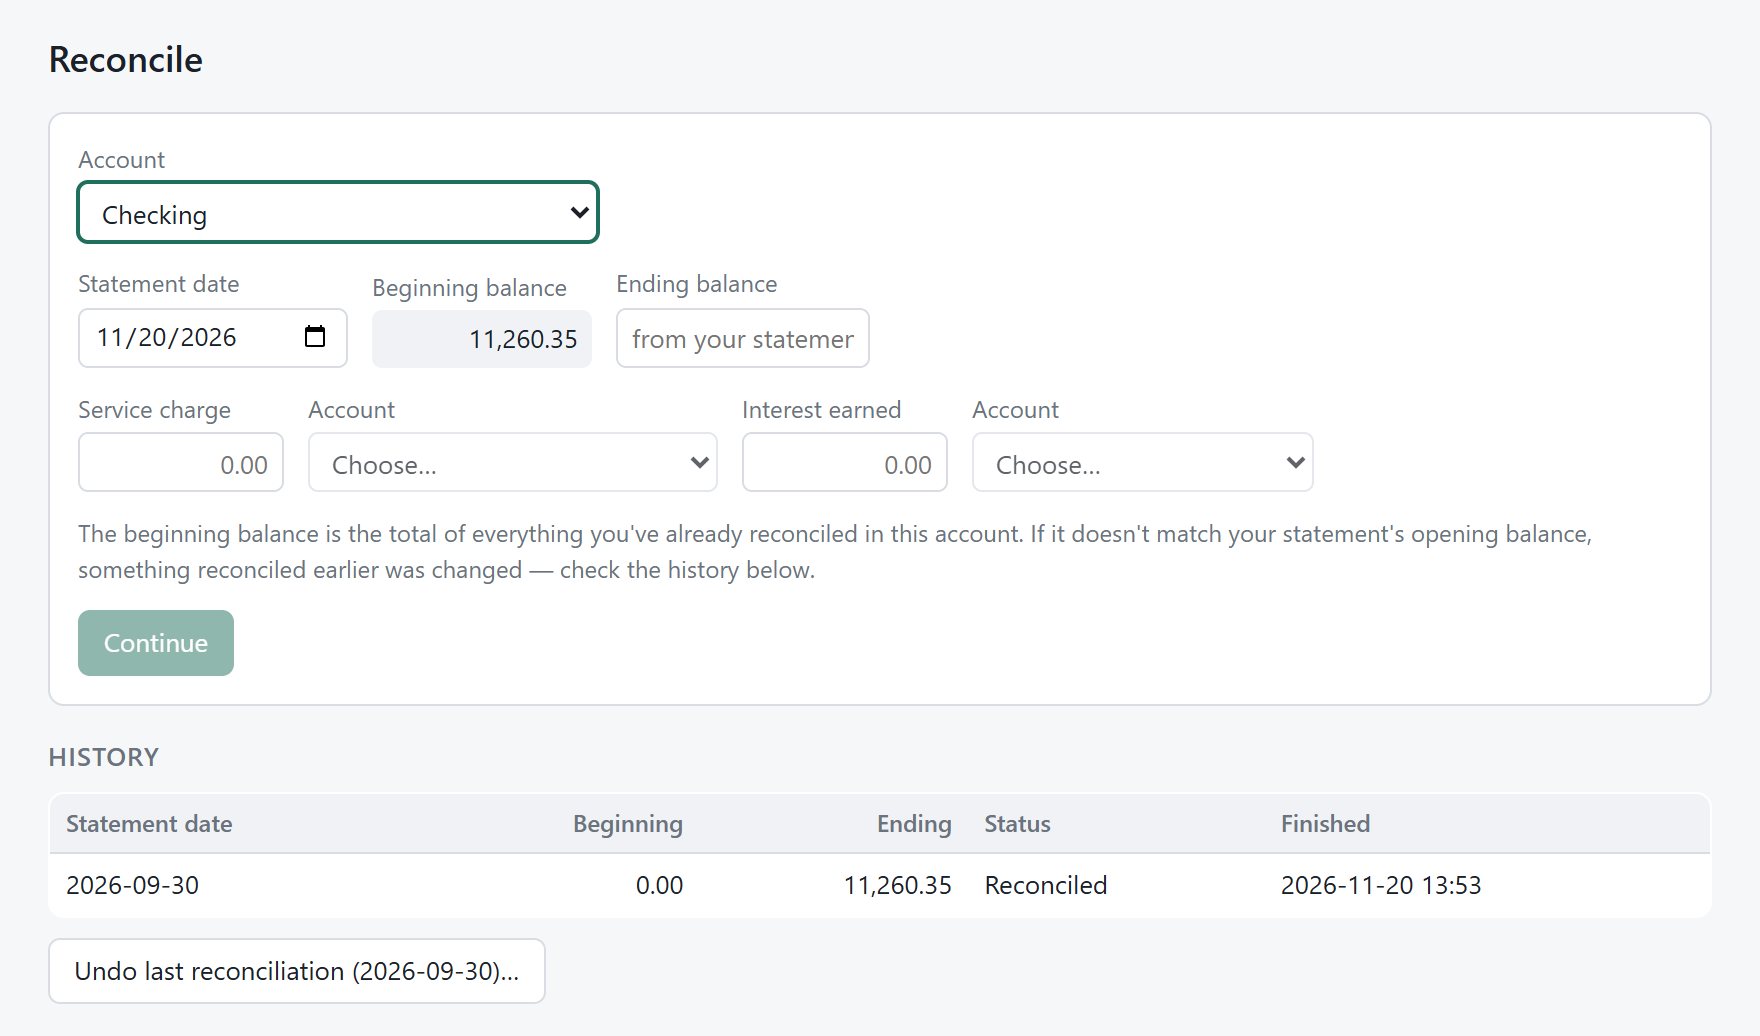 Reconcile
Account
Checking
Statement date Beginning balance Ending balance
11/20/2026 11,260.35 from your statemen
Service charge Account Interest earned Account
0.00 Choose... 0.00 Choose...
The beginning balance is the total of everything you've already reconciled in this account. If it doesn't match your statement's opening balance,
something reconciled earlier was changed — check the history below.
Continue
HISTORY
Statement date Beginning Ending Status Finished
2026-09-30 0.00 11,260.35 Reconciled 2026-11-20 13:53
Undo last reconciliation (2026-09-30)...